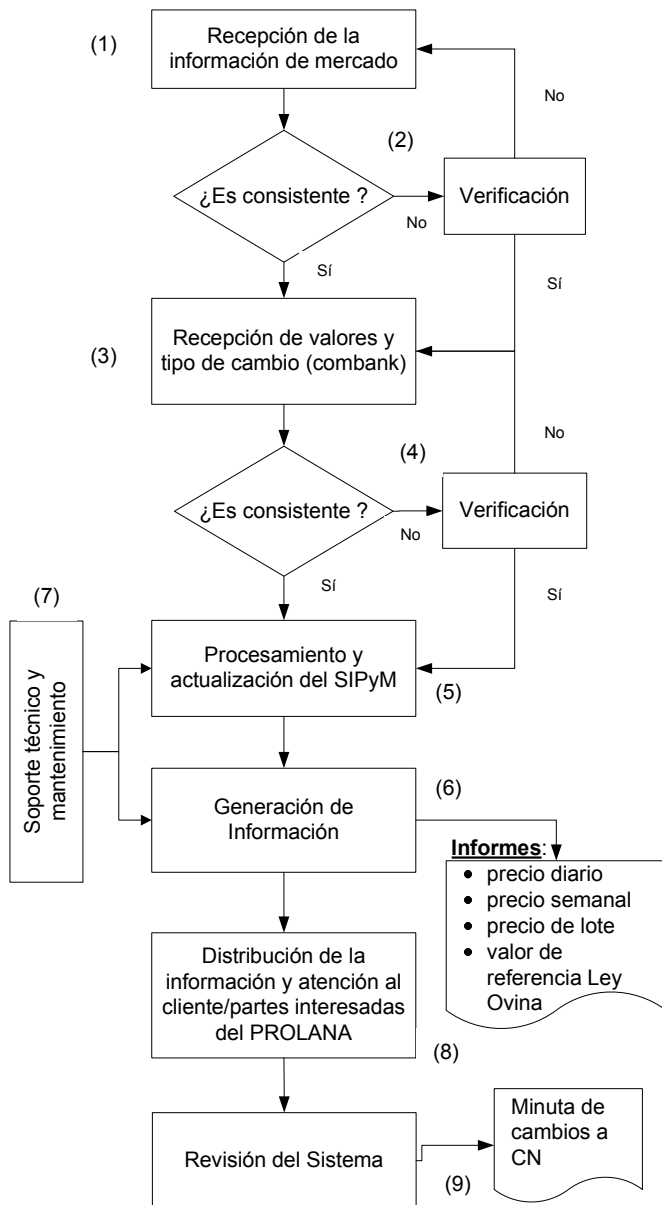 (1)
Recepción de la
información de mercado
No
(2)
¿Es consistente ?
No
Verificación
Sí
Sí
(3)
Recepción de valores y
tipo de cambio (combank)
No
(4)
¿Es consistente ?
No
Verificación
Sí
Sí
(7)
Soporte técnico y
mantenimiento
Procesamiento y
actualización del SIPyM
(5)
Generación de
Información
(6)
Informes:
• precio diario
• precio semanal
• precio de lote
• valor de
referencia Ley
Ovina
Distribución de la
información y atención al
cliente/partes interesadas
del PROLANA
(8)
Revisión del Sistema
(9)
Minuta de
cambios a
CN